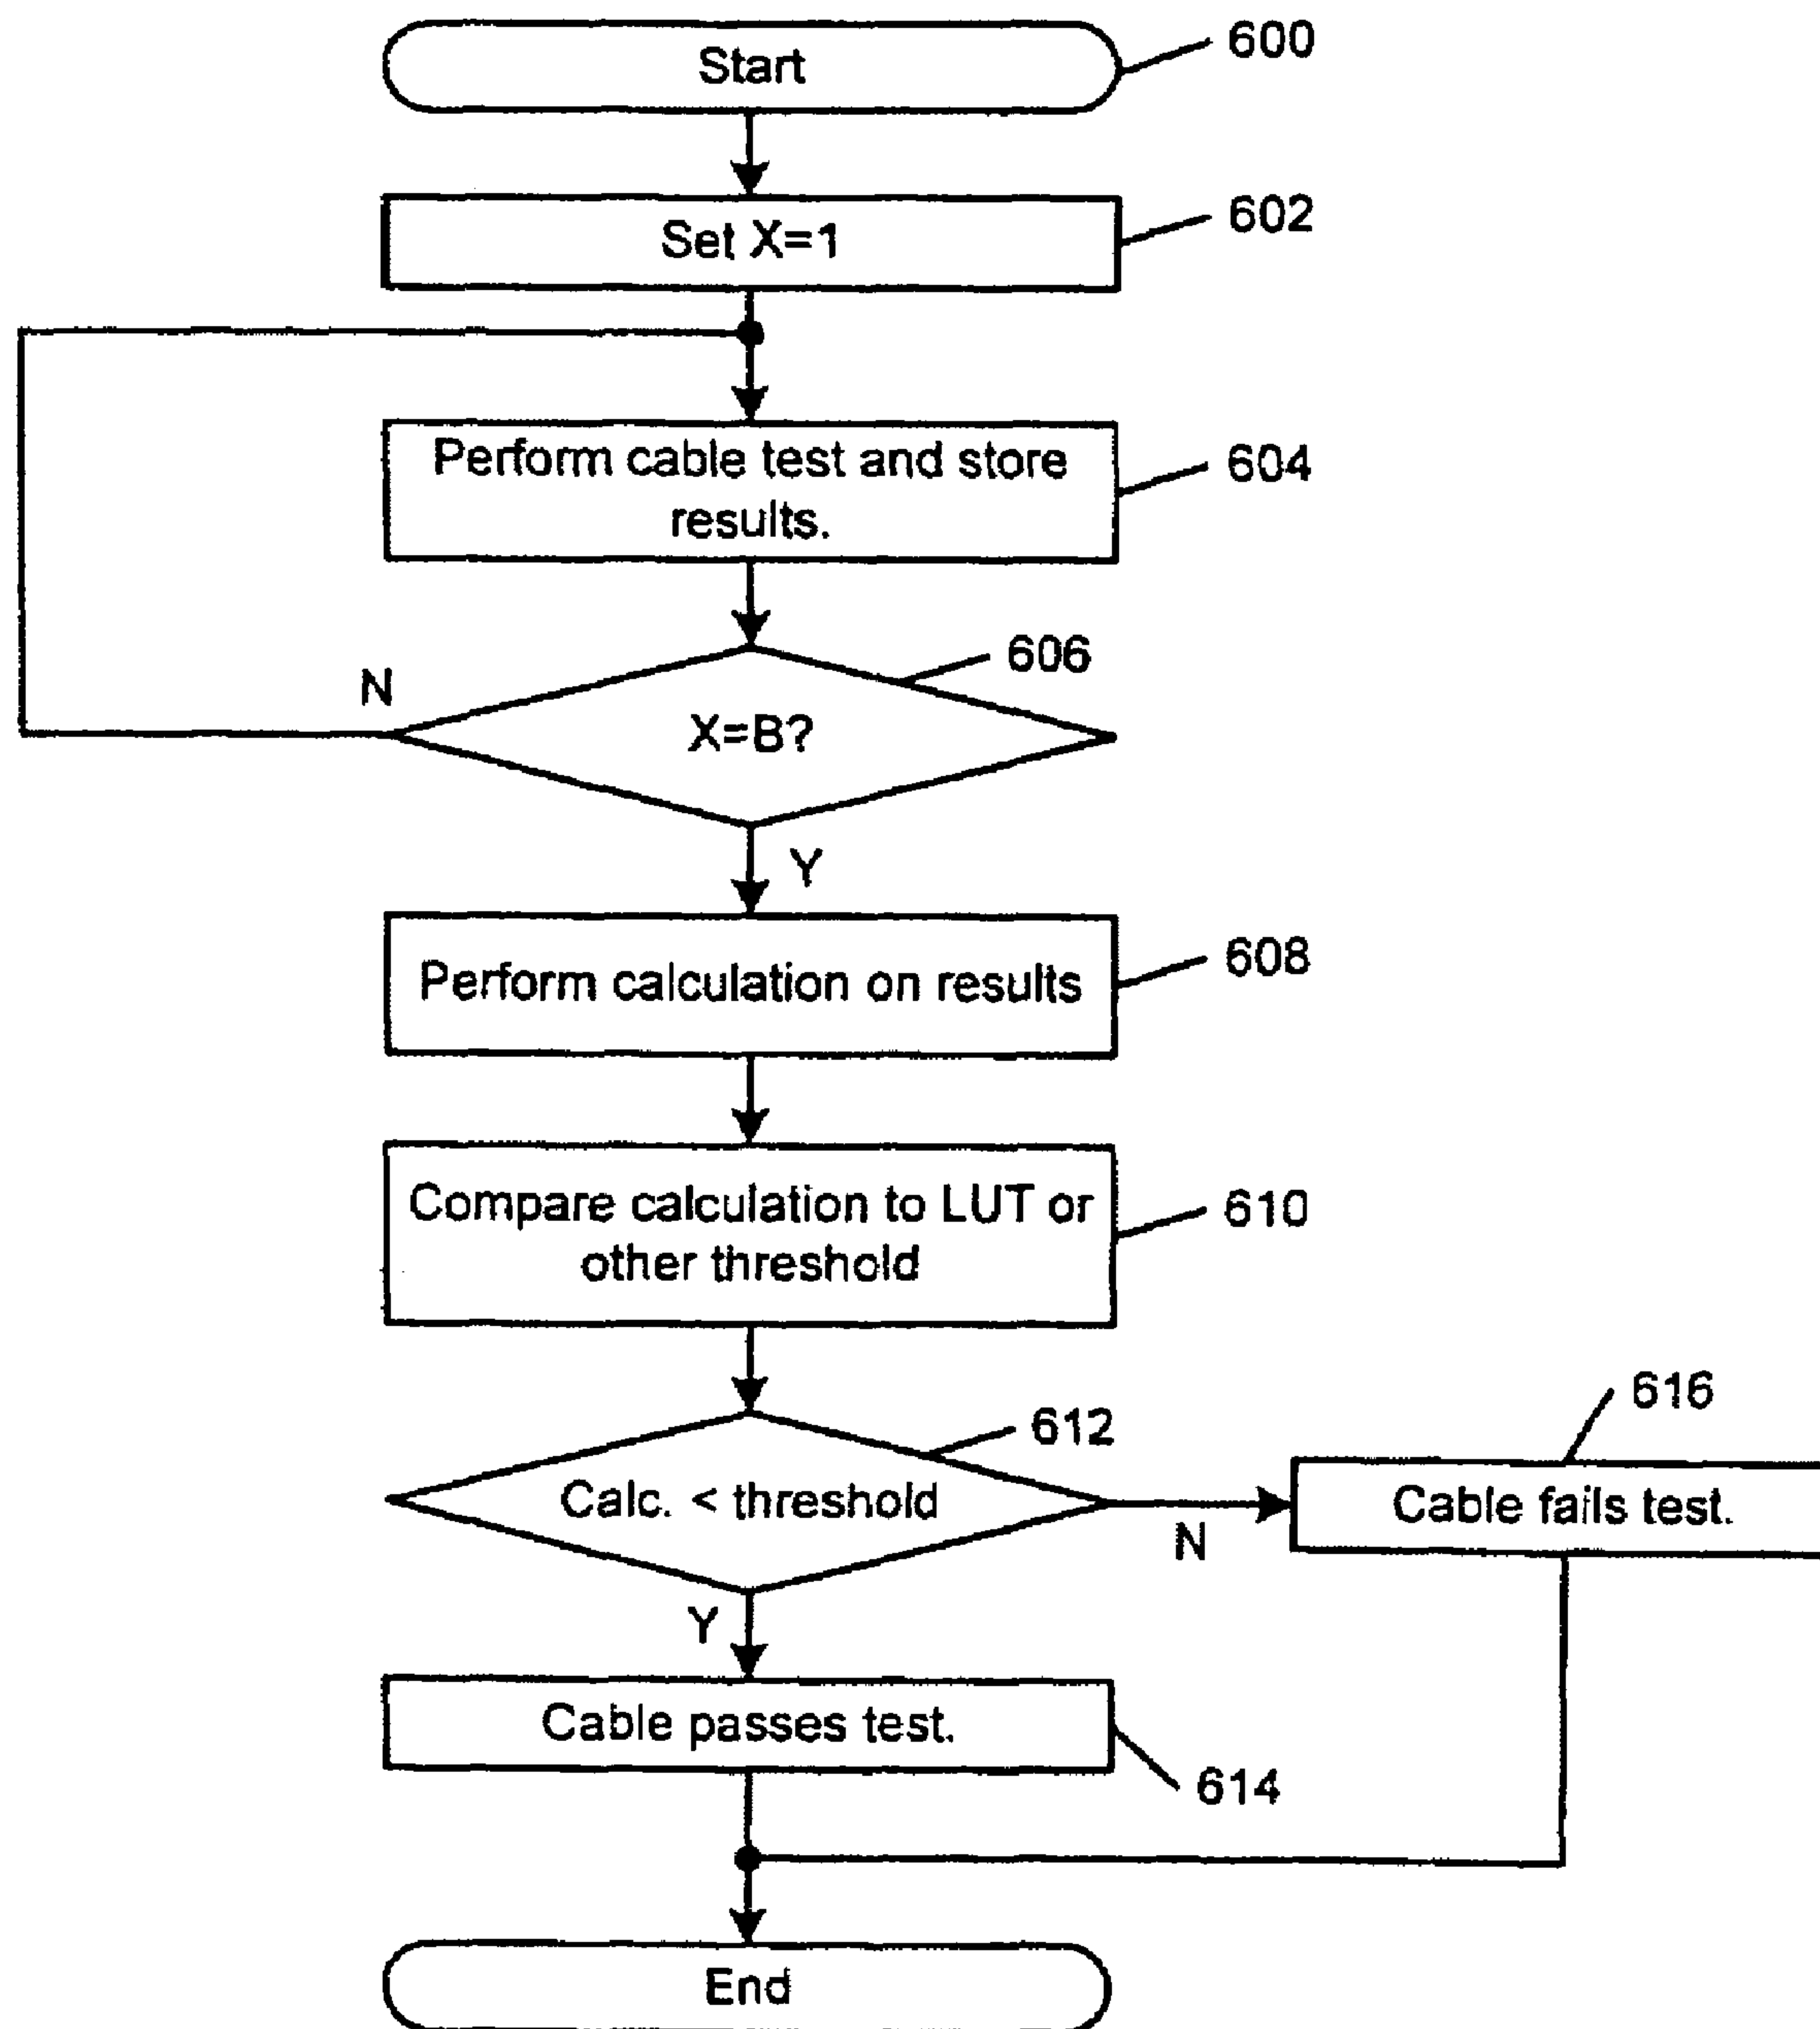 Start
600
Set X=1
602
Perform cable test and store
results.
604
606
N
X=B?
Y
Perform calculation on results
608
Compare calculation to LUT or
other threshold
610
612
616
Calc. < threshold
N
Cable fails test.
Y
Cable passes test.
614
End